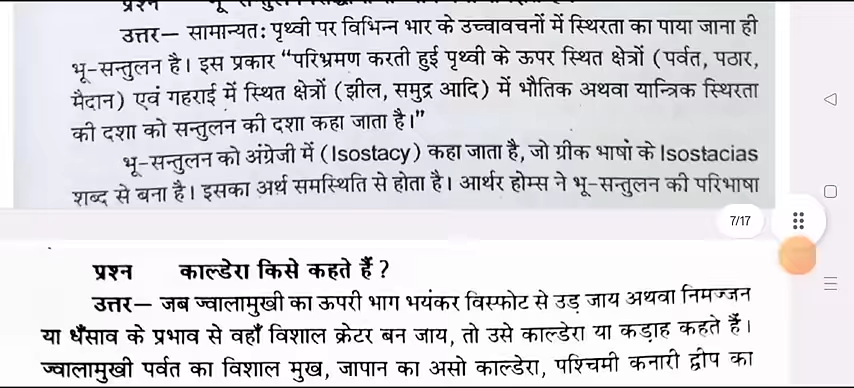 उत्तर— सामान्यतः पृथ्वी पर विभिन्न भार के उच्चावचनों में स्थिरता का पाया जाना ही
भू-सन्तुलन है। इस प्रकार “परिभ्रमण करती हुई पृथ्वी के ऊपर स्थित क्षेत्रों (पर्वत, पठार,
मैदान) एवं गहराई में स्थित क्षेत्रों (झील, समुद्र आदि) में भौतिक अथवा यान्त्रिक स्थिरता
की दशा को सन्तुलन की दशा कहा जाता है।”
भू-सन्तुलन को अंग्रेजी में (Isostacy) कहा जाता है, जो ग्रीक भाषा के Isostacias
शब्द से बना है। इसका अर्थ समस्थिति से होता है। आर्थर होम्स ने भू-सन्तुलन की परिभाषा
7/17
प्रश्न काल्डेरा किसे कहते हैं ?
उत्तर— जब ज्वालामुखी का ऊपरी भाग भयंकर विस्फोट से उड़ जाय अथवा निमज्जन
या धँसाव के प्रभाव से वहाँ विशाल क्रेटर बन जाय, तो उसे काल्डेरा या कड़ाह कहते हैं।
ज्वालामुखी पर्वत का विशाल मुख, जापान का असो काल्डेरा, पश्चिमी कनारी द्वीप का